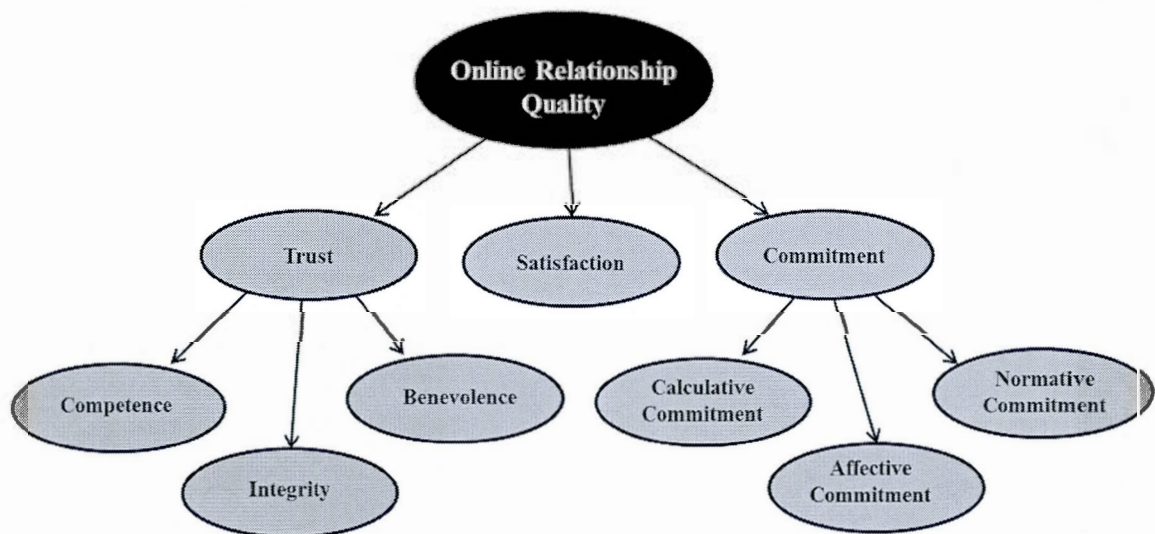 Online Relationship
Quality
Trust
Satisfaction
Commitment
Competence
Integrity
Benevolence
Calculative
Commitment
Affective
Commitment
Normative
Commitment